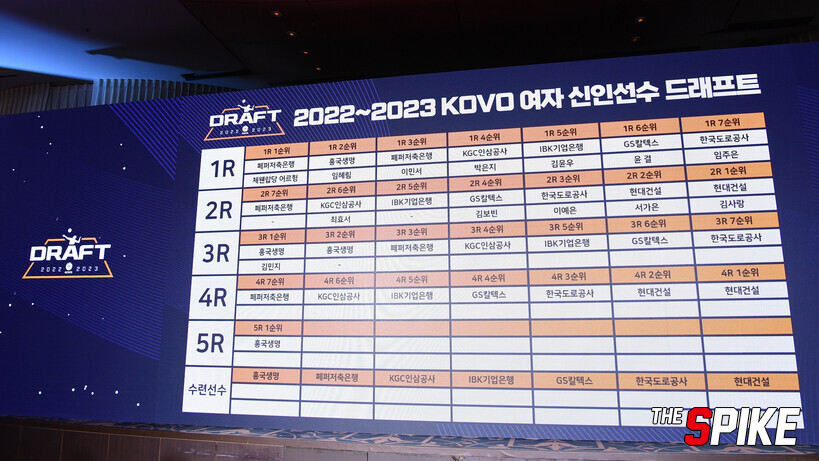 DRAFT
2022 2023
2022~2023 KOVO 여자 신인선수 드래프트
1R
1R 1순위 1R 2순위 1R 3순위 1R 4순위 1R 5순위 1R 6순위 1R 7순위
페퍼저축은행 흥국생명 페퍼저축은행 KGC인삼공사 IBK기업은행 GS칼텍스 한국도로공사
체웬랍당 어르헝 임혜림 이민서 박은지 김윤우 윤 결 임주은
2R
2R 7순위 2R 6순위 2R 5순위 2R 4순위 2R 3순위 2R 2순위 2R 1순위
페퍼저축은행 KGC인삼공사 IBK기업은행 GS칼텍스 한국도로공사 현대건설 현대건설
- 최효서 - 김보빈 이예은 서가은 김사랑
3R
3R 1순위 3R 2순위 3R 3순위 3R 4순위 3R 5순위 3R 6순위 3R 7순위
흥국생명 흥국생명 페퍼저축은행 KGC인삼공사 IBK기업은행 GS칼텍스 한국도로공사
김민지 -
4R
4R 7순위 4R 6순위 4R 5순위 4R 4순위 4R 3순위 4R 2순위 4R 1순위
페퍼저축은행 KGC인삼공사 IBK기업은행 GS칼텍스 한국도로공사 현대건설 현대건설
5R
5R 1순위
흥국생명
수련선수
흥국생명 페퍼저축은행 KGC인삼공사 IBK기업은행 GS칼텍스 한국도로공사 현대건설
DRAFT
2022 2023
THE SPIKE